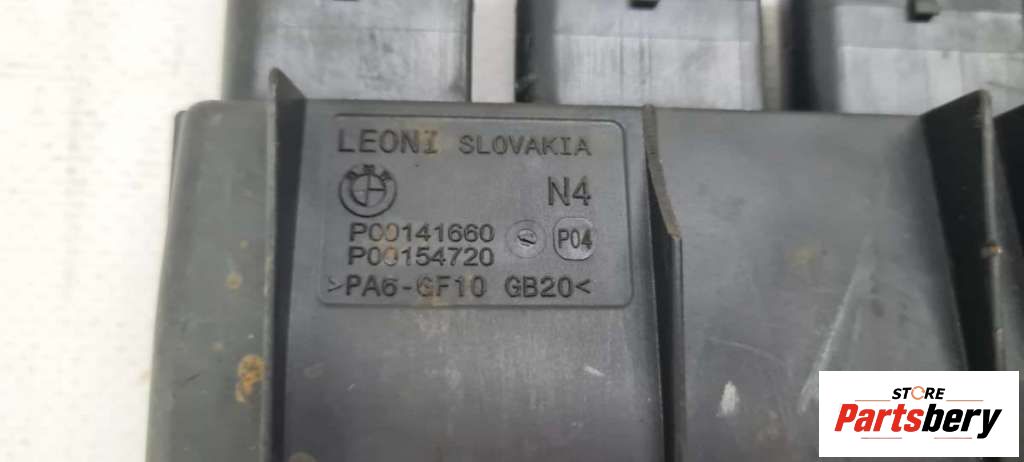 LEONI SLOVAKIA
N4
P00141660
P04
P00154720
>PA6-GF10 GB20<
STORE
Partsbery